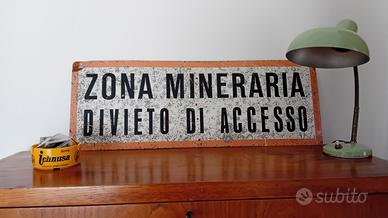 ZONA MINERARIA
DIVIETO DI ACCESSO
ichnusa
subito